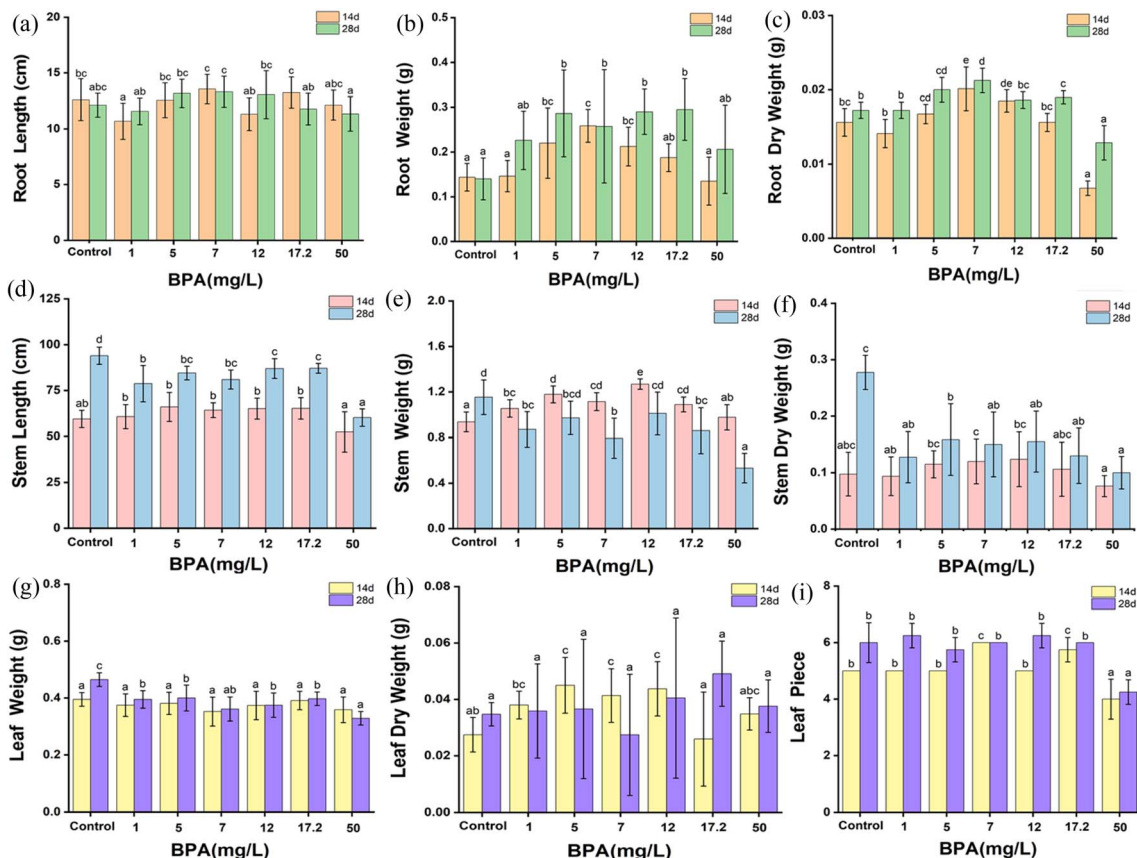 (a)
14d
28d
Root Length (cm)
20
15
10
5
0
bc bc a ab bc bc c c a bc c ab abc a
Control 1 5 7 12 17.2 50
BPA(mg/L)
(b)
14d
28d
Root Weight (g)
0.5
0.4
0.3
0.2
0.1
0.0
a a a ab bc b c b bc b ab b a ab
Control 1 5 7 12 17.2 50
BPA(mg/L)
(c)
14d
28d
Root Dry Weight (g)
0.03
0.02
0.01
0.00
bc bc b b cd cd e d de cd bc c a a
Control 1 5 7 12 17.2 50
BPA(mg/L)
(d)
14d
28d
Stem Length (cm)
125
100
75
50
25
0
ab d b b b bc b bc b c b c a a
Control 1 5 7 12 17.2 50
BPA(mg/L)
(e)
14d
28d
Stem Weight (g)
1.6
1.2
0.8
0.4
0.0
a d bc bc d bcd cd b e cd cd bc ab a
Control 1 5 7 12 17.2 50
BPA(mg/L)
(f)
14d
28d
Stem Dry Weight (g)
0.4
0.3
0.2
0.1
0.0
abc c ab ab bc b c ab bc ab abc ab a a
Control 1 5 7 12 17.2 50
BPA(mg/L)
(g)
14d
28d
Leaf Weight (g)
0.8
0.6
0.4
0.2
0.0
a c a b a b a ab a b a b a a
Control 1 5 7 12 17.2 50
BPA(mg/L)
(h)
14d
28d
Leaf Dry Weight (g)
0.08
0.06
0.04
0.02
0.00
ab a bc a c a c a c a a a abc a
Control 1 5 7 12 17.2 50
BPA(mg/L)
(i)
14d
28d
Leaf Piece
8
6
4
2
0
b b b b b b c b b b c b a a
Control 1 5 7 12 17.2 50
BPA(mg/L)